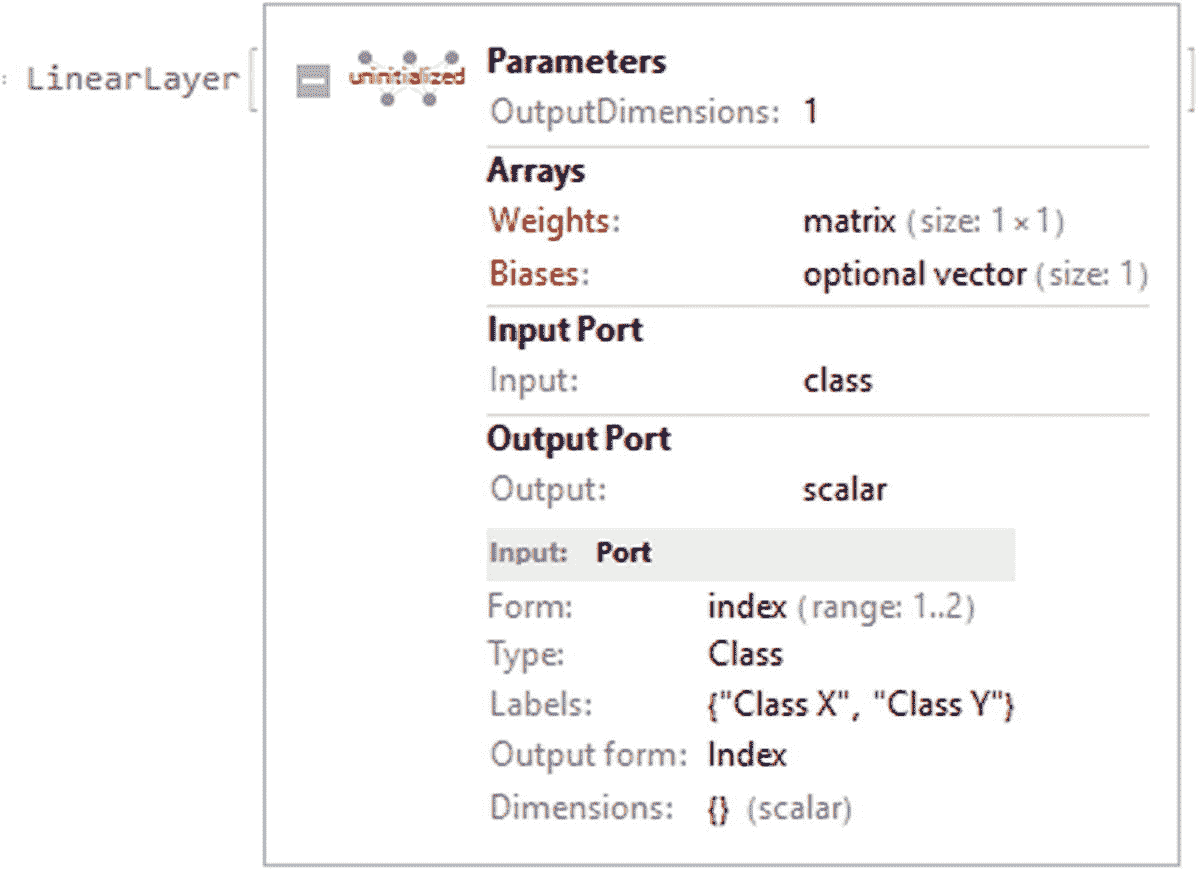 : LinearLayer[ uninitialized Parameters ]
OutputDimensions: 1
Arrays
Weights: matrix (size: 1 × 1)
Biases: optional vector (size: 1)
Input Port
Input: class
Output Port
Output: scalar
Input: Port
Form: index (range: 1..2)
Type: Class
Labels: {"Class X", "Class Y"}
Output form: Index
Dimensions: {} (scalar)